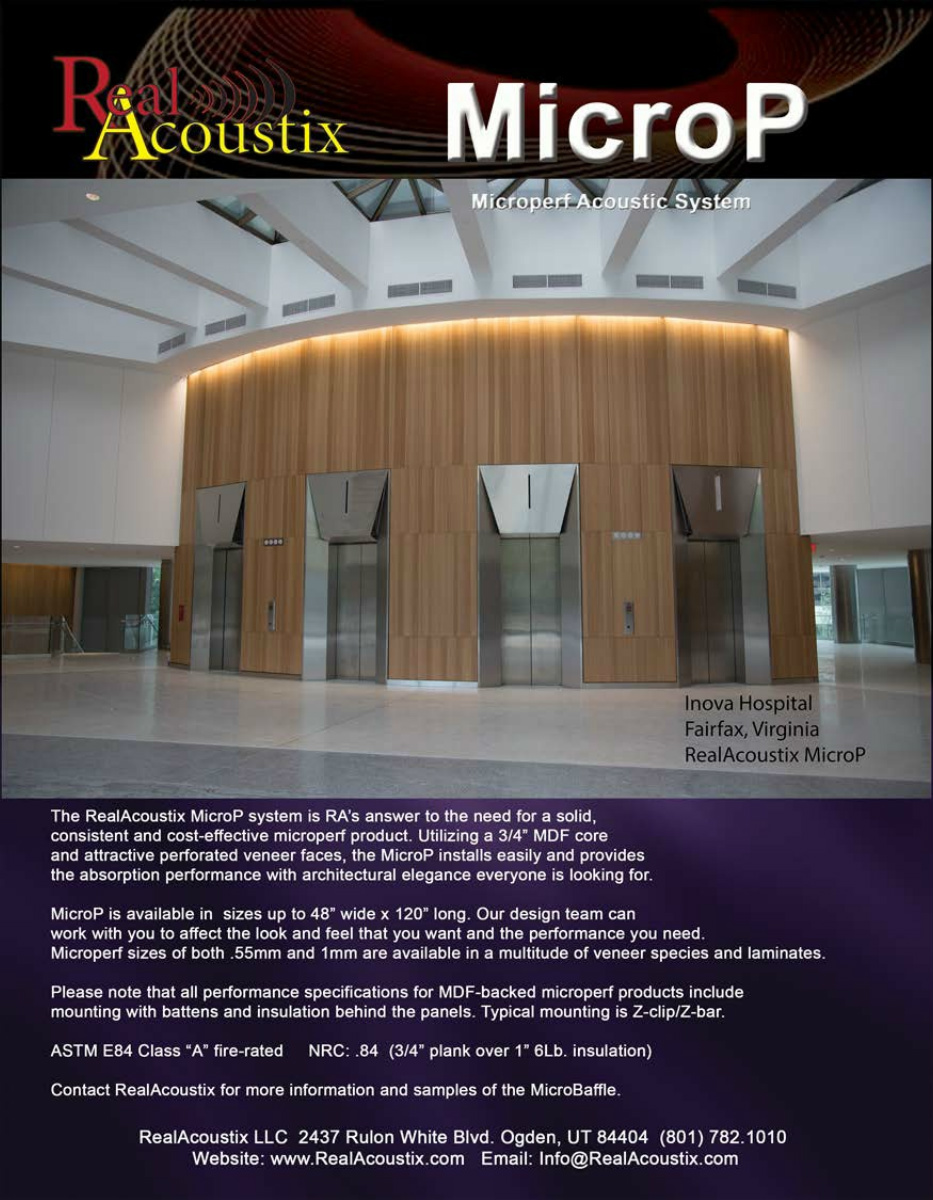 Real
Acoustix
MicroP
Microperf Acoustic System
Inova Hospital
Fairfax, Virginia
RealAcoustix MicroP
The RealAcoustix MicroP system is RA's answer to the need for a solid,
consistent and cost-effective microperf product. Utilizing a 3/4" MDF core
and attractive perforated veneer faces, the MicroP installs easily and provides
the absorption performance with architectural elegance everyone is looking for.
MicroP is available in sizes up to 48" wide x 120" long. Our design team can
work with you to affect the look and feel that you want and the performance you need.
Microperf sizes of both .55mm and 1mm are available in a multitude of veneer species and laminates.
Please note that all performance specifications for MDF-backed microperf products include
mounting with battens and insulation behind the panels. Typical mounting is Z-clip/Z-bar.
ASTM E84 Class "A" fire-rated NRC: .84 (3/4" plank over 1" 6Lb. insulation)
Contact RealAcoustix for more information and samples of the MicroBaffle.
RealAcoustix LLC 2437 Rulon White Blvd. Ogden, UT 84404 (801) 782.1010
Website: www.RealAcoustix.com Email: Info@RealAcoustix.com